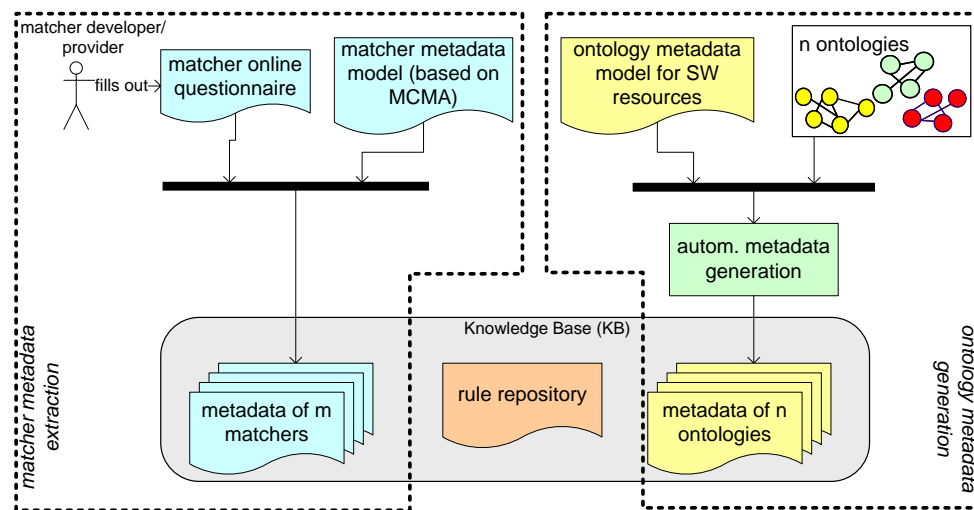 matcher developer/
provider
fills out
matcher online
questionnaire
matcher metadata
model (based on
MCMA)
ontology metadata
model for SW
resources
n ontologies
autom. metadata
generation
Knowledge Base (KB)
metadata of m
matchers
rule repository
metadata of n
ontologies
matcher metadata
extraction
ontology metadata
generation